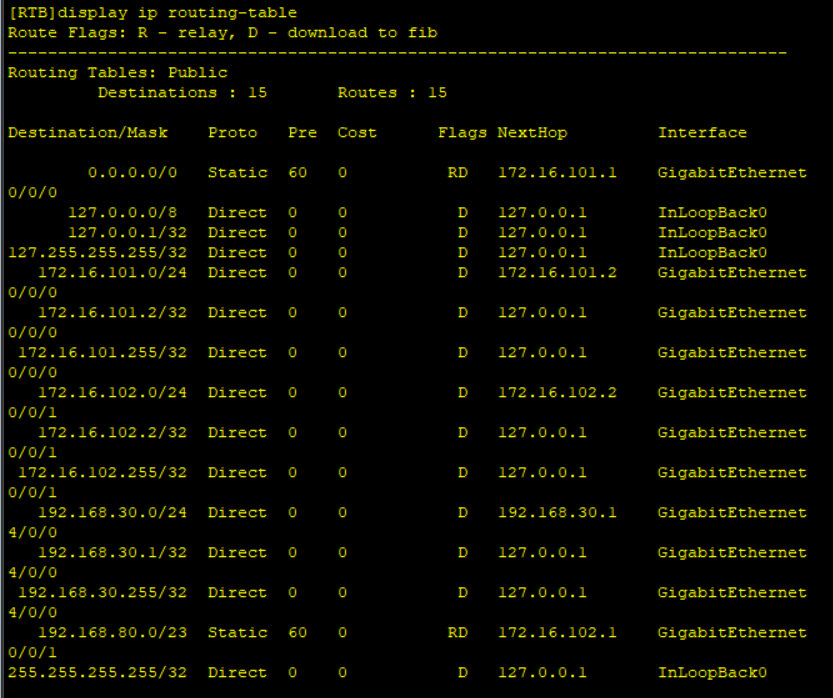 [RTB]display ip routing-table
Route Flags: R - relay, D - download to fib
------------------------------------------------------------------------------
Routing Tables: Public
         Destinations : 15       Routes : 15

Destination/Mask    Proto   Pre  Cost      Flags NextHop         Interface

        0.0.0.0/0   Static  60   0          RD   172.16.101.1    GigabitEthernet
0/0/0
      127.0.0.0/8   Direct  0    0           D   127.0.0.1       InLoopBack0
      127.0.0.1/32  Direct  0    0           D   127.0.0.1       InLoopBack0
127.255.255.255/32  Direct  0    0           D   127.0.0.1       InLoopBack0
   172.16.101.0/24  Direct  0    0           D   172.16.101.2    GigabitEthernet
0/0/0
   172.16.101.2/32  Direct  0    0           D   127.0.0.1       GigabitEthernet
0/0/0
 172.16.101.255/32  Direct  0    0           D   127.0.0.1       GigabitEthernet
0/0/0
   172.16.102.0/24  Direct  0    0           D   172.16.102.2    GigabitEthernet
0/0/1
   172.16.102.2/32  Direct  0    0           D   127.0.0.1       GigabitEthernet
0/0/1
 172.16.102.255/32  Direct  0    0           D   127.0.0.1       GigabitEthernet
0/0/1
   192.168.30.0/24  Direct  0    0           D   192.168.30.1    GigabitEthernet
4/0/0
   192.168.30.1/32  Direct  0    0           D   127.0.0.1       GigabitEthernet
4/0/0
 192.168.30.255/32  Direct  0    0           D   127.0.0.1       GigabitEthernet
4/0/0
   192.168.80.0/23  Static  60   0          RD   172.16.102.1    GigabitEthernet
0/0/1
255.255.255.255/32  Direct  0    0           D   127.0.0.1       InLoopBack0